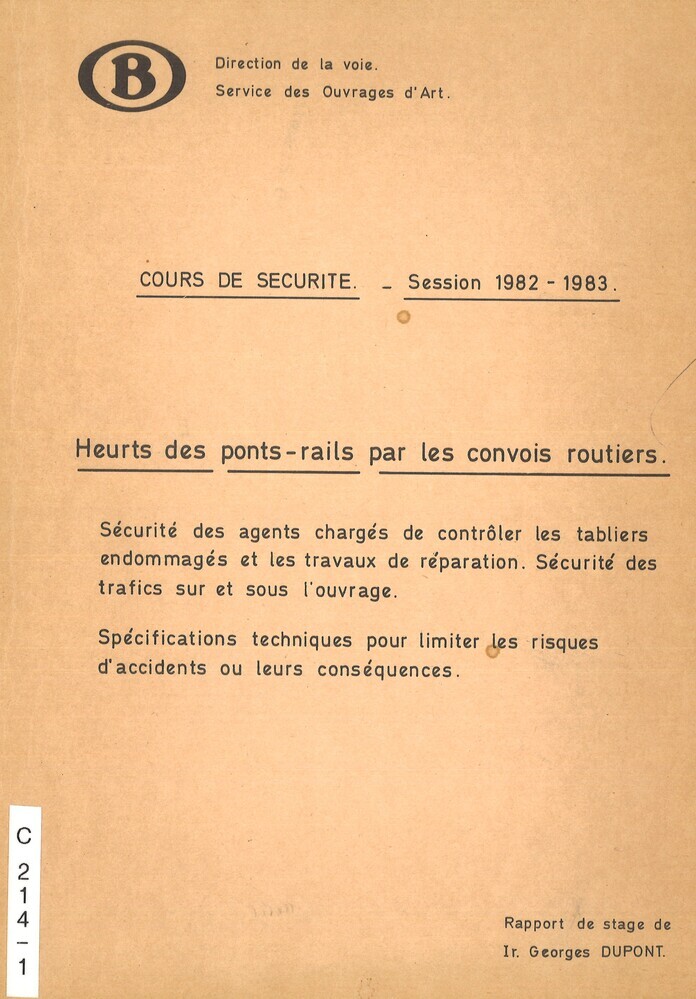 B
Direction de la voie.
Service des Ouvrages d'Art.
COURS DE SECURITE. - Session 1982 - 1983.
Heurts des ponts-rails par les convois routiers.
Sécurité des agents chargés de contrôler les tabliers
endommagés et les travaux de réparation. Sécurité des
trafics sur et sous l'ouvrage.
Spécifications techniques pour limiter les risques
d'accidents ou leurs conséquences.
C
2
1
4
-
1
Rapport de stage de
Ir. Georges DUPONT.